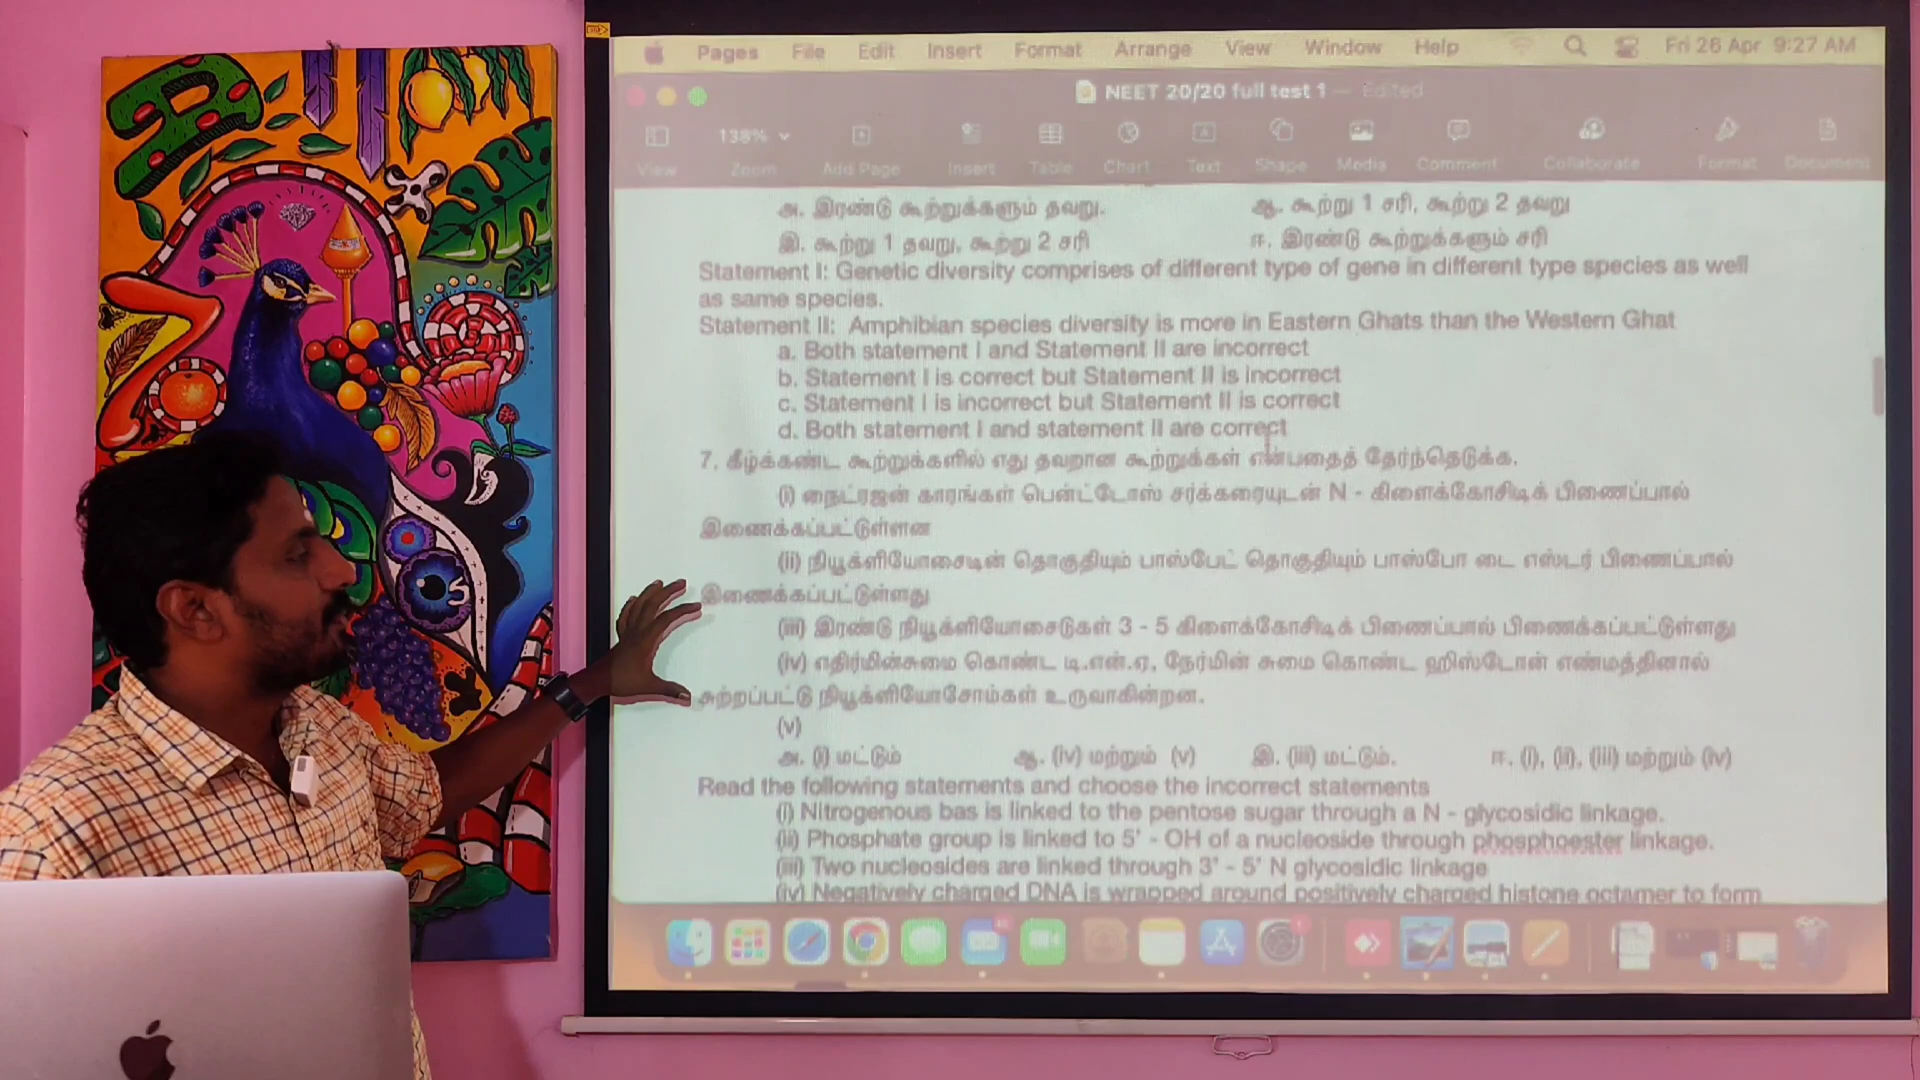 Pages File Edit Insert Format Arrange View Window Help Fri 26 Apr 9:27 AM
NEET 20/20 full test 1 — Edited
138%
View Zoom Add Page Insert Table Chart Text Shape Media Comment Collaborate Format Document
அ. இரண்டு கூற்றுக்களும் தவறு. ஆ. கூற்று 1 சரி, கூற்று 2 தவறு
இ. கூற்று 1 தவறு, கூற்று 2 சரி ஈ. இரண்டு கூற்றுக்களும் சரி
Statement I: Genetic diversity comprises of different type of gene in different type species as well
as same species.
Statement II: Amphibian species diversity is more in Eastern Ghats than the Western Ghat
a. Both statement I and Statement II are incorrect
b. Statement I is correct but Statement II is incorrect
c. Statement I is incorrect but Statement II is correct
d. Both statement I and statement II are correct
7. கீழ்க்கண்ட கூற்றுக்களில் எது தவறான கூற்றுக்கள் என்பதைத் தேர்ந்தெடுக்க.
(i) நைட்ரஜன் காரங்கள் பென்ட்டோஸ் சர்க்கரையுடன் N - கிளைக்கோசிடிக் பிணைப்பால்
இணைக்கப்பட்டுள்ளன
(ii) நியூக்ளியோசைடின் தொகுதியும் பாஸ்பேட் தொகுதியும் பாஸ்போ டை எஸ்டர் பிணைப்பால்
இணைக்கப்பட்டுள்ளது
(iii) இரண்டு நியூக்ளியோசைடுகள் 3 - 5 கிளைக்கோசிடிக் பிணைப்பால் பிணைக்கப்பட்டுள்ளது
(iv) எதிர்மின்சுமை கொண்ட டி.என்.ஏ, நேர்மின் சுமை கொண்ட ஹிஸ்டோன் எண்மத்தினால்
சுற்றப்பட்டு நியூக்ளியோசோம்கள் உருவாகின்றன.
(v)
அ. (i) மட்டும் ஆ. (iv) மற்றும் (v) இ. (iii) மட்டும். ஈ. (i), (ii), (iii) மற்றும் (iv)
Read the following statements and choose the incorrect statements
(i) Nitrogenous bas is linked to the pentose sugar through a N - glycosidic linkage.
(ii) Phosphate group is linked to 5' - OH of a nucleoside through phosphoester linkage.
(iii) Two nucleosides are linked through 3' - 5' N glycosidic linkage
(iv) Negatively charged DNA is wrapped around positively charged histone octamer to form